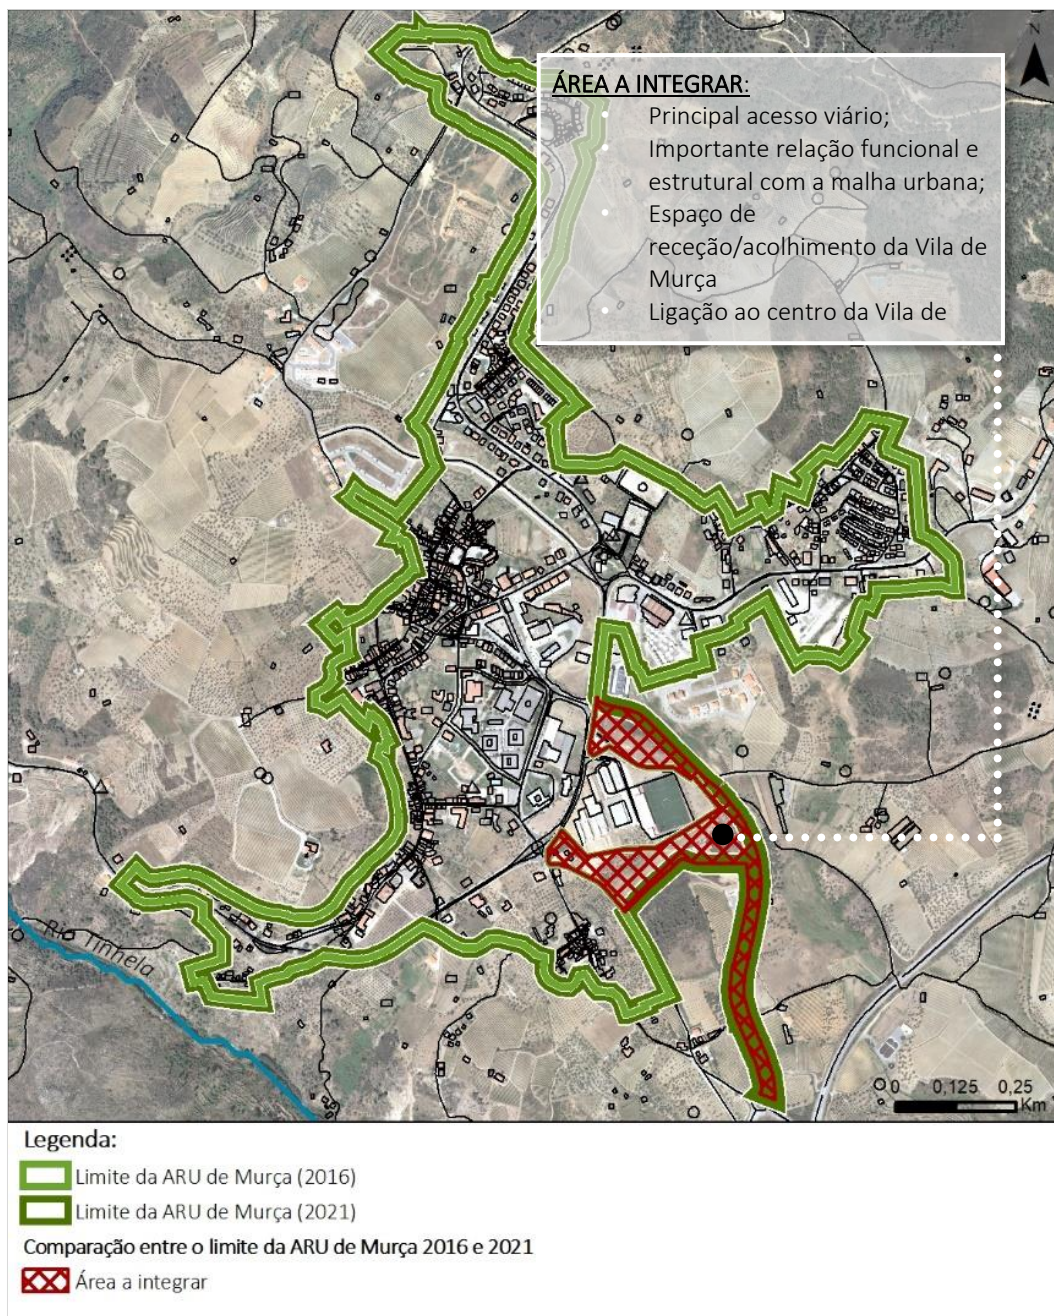 N
ÁREA A INTEGRAR:
Principal acesso viário;
Importante relação funcional e
estrutural com a malha urbana;
Espaço de
receção/acolhimento da Vila de
Murça
Ligação ao centro da Vila de
Rio Tinhela
0 0,125 0,25
Km
Legenda:
Limite da ARU de Murça (2016)
Limite da ARU de Murça (2021)
Comparação entre o limite da ARU de Murça 2016 e 2021
Área a integrar